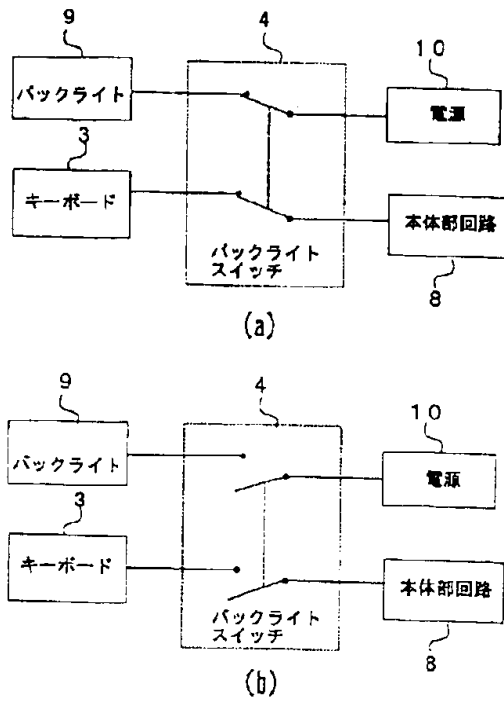 9
4
10
バックライト
電源
3
キーボード
本体部回路
バックライト
スイッチ
8
(a)
9
4
10
バックライト
電源
3
キーボード
本体部回路
バックライト
スイッチ
8
(b)